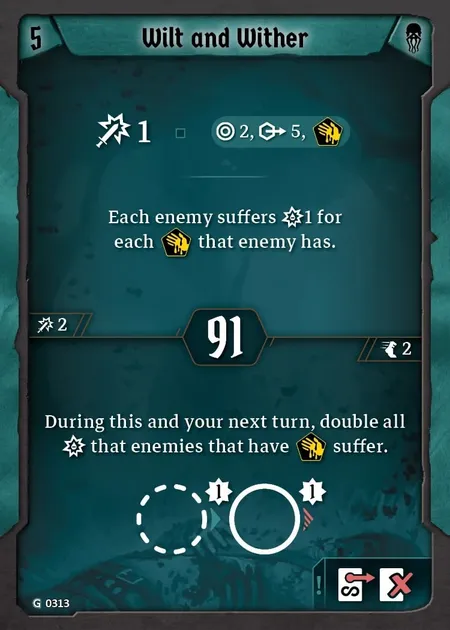 5
Wilt and Wither
1
2, 5,
Each enemy suffers 1 for
each that enemy has.
2
91
2
During this and your next turn, double all
that enemies that have suffer.
1 1
!
G 0313